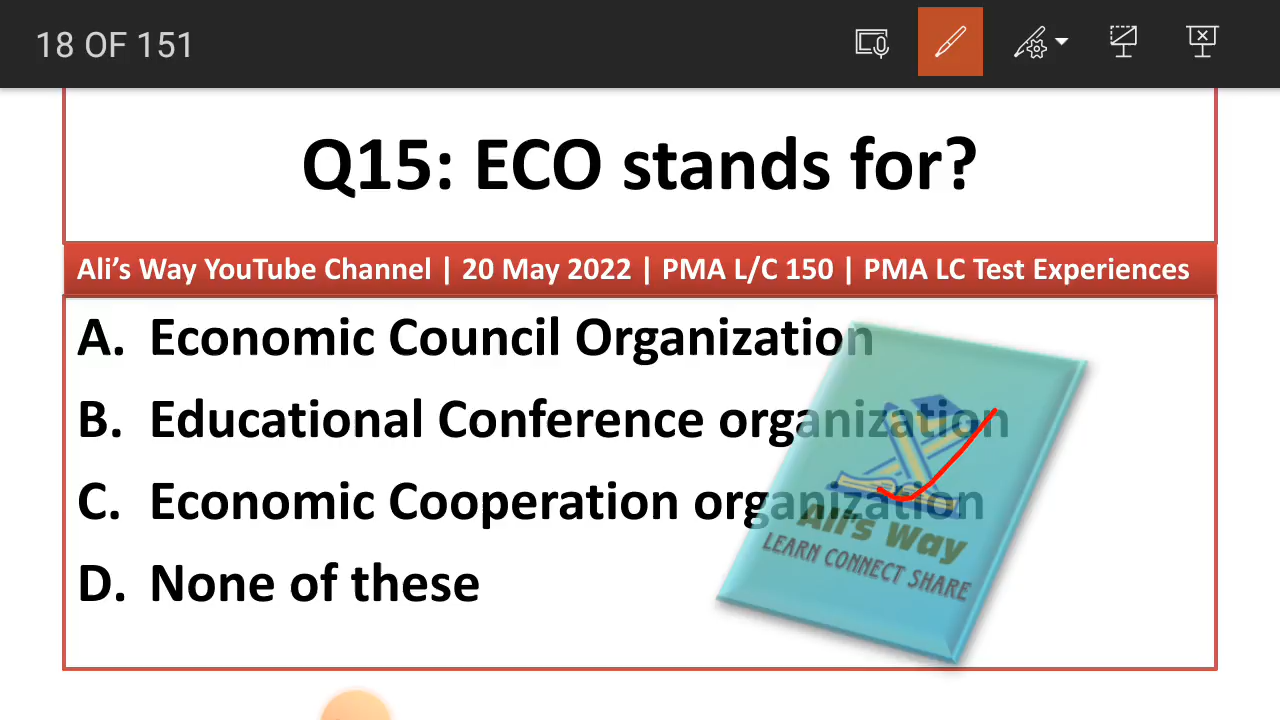 18 OF 151
Q15: ECO stands for?
Ali's Way YouTube Channel | 20 May 2022 | PMA L/C 150 | PMA LC Test Experiences
A. Economic Council Organization
B. Educational Conference organization
C. Economic Cooperation organization
D. None of these
Ali's Way
LEARN CONNECT SHARE